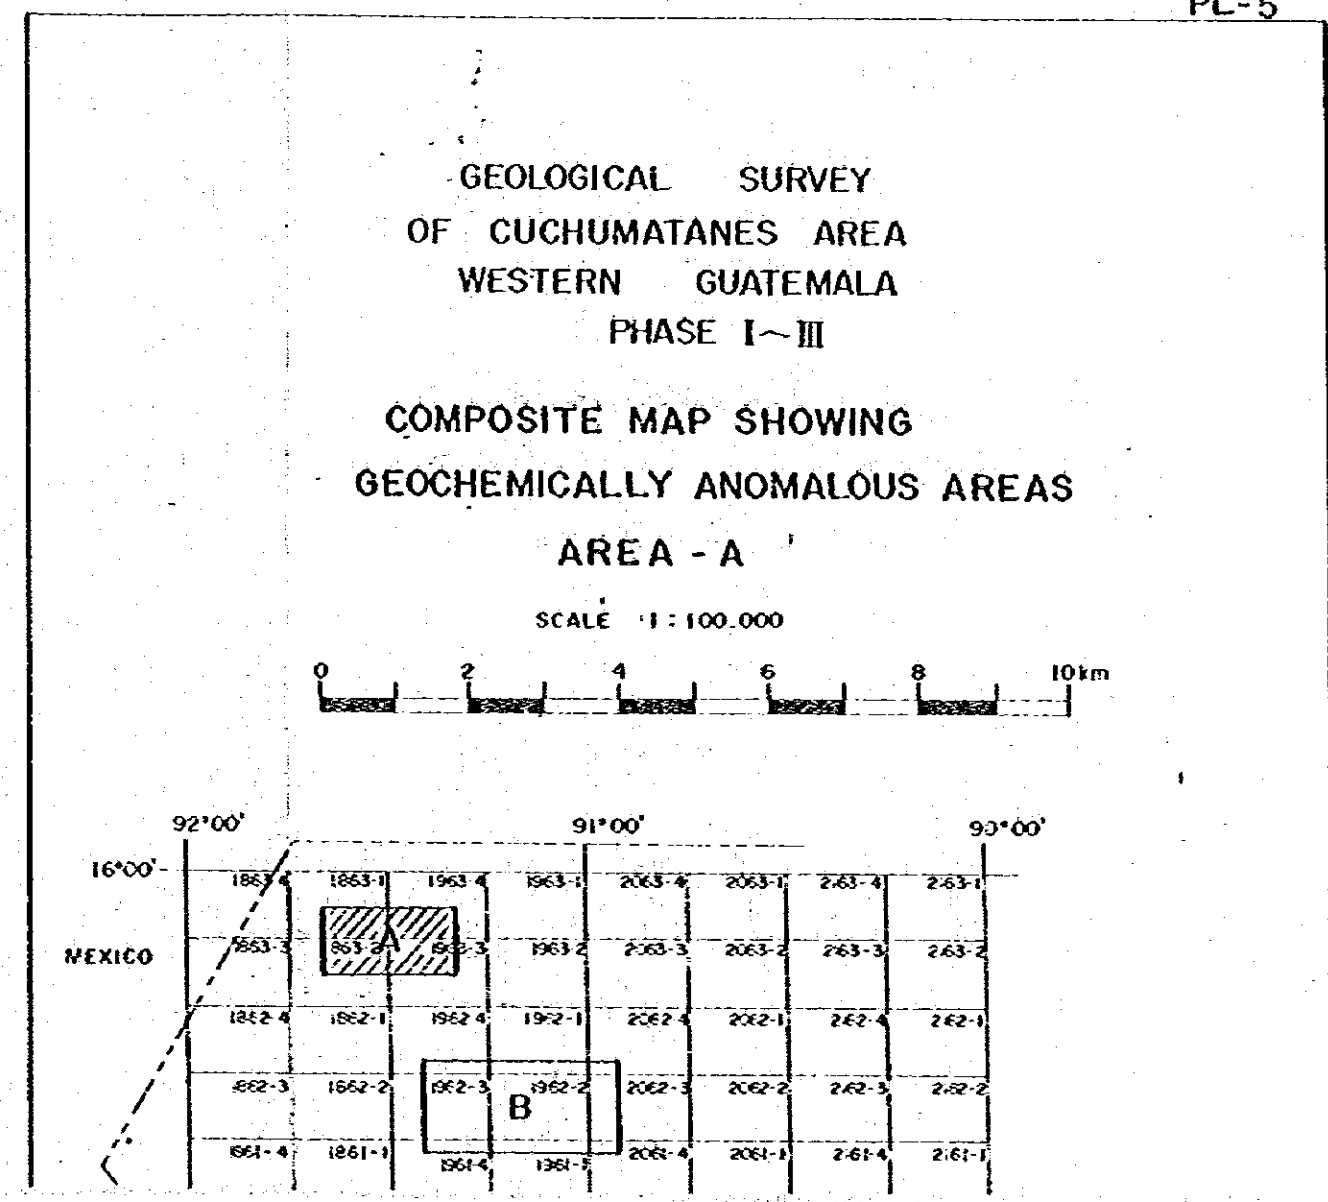 PL-5
GEOLOGICAL SURVEY
OF CUCHUMATANES AREA
WESTERN GUATEMALA
PHASE I~III
COMPOSITE MAP SHOWING
GEOCHEMICALLY ANOMALOUS AREAS
AREA - A
SCALE 1:100.000
0 2 4 6 8 10km
92°00' 91°00' 90°00'
16°00'
1863-4 1863-1 1963-4 1963-1 2063-4 2063-1 2163-4 2163-1
MEXICO 1863-3 1863-2 A 1963-3 1963-2 2063-3 2063-2 2163-3 2163-2
1862-4 1862-1 1962-4 1962-1 2062-4 2062-1 2162-4 2162-1
1862-3 1862-2 1962-3 1962-2 2062-3 2062-2 2162-3 2162-2
B
1861-4 1861-1 1961-4 1961-1 2061-4 2061-1 2161-4 2161-1